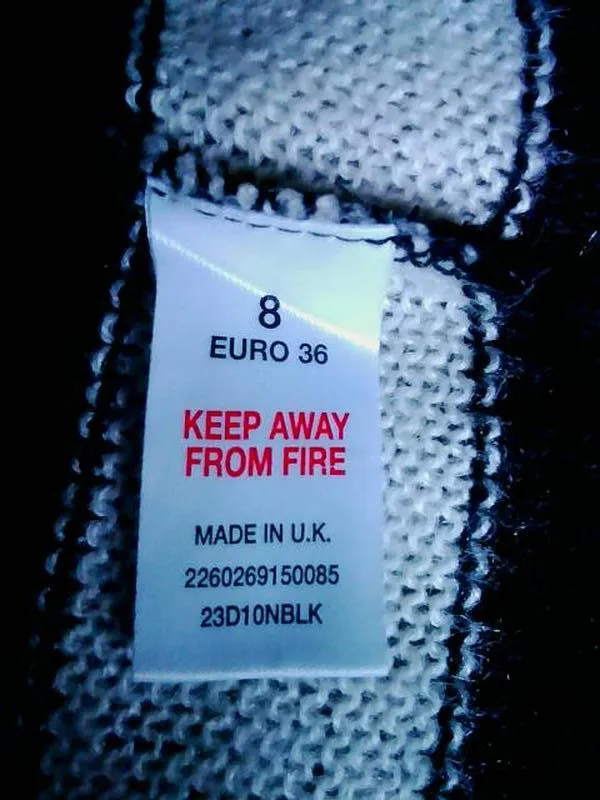 8
EURO 36
KEEP AWAY
FROM FIRE
MADE IN U.K.
2260269150085
23D10NBLK